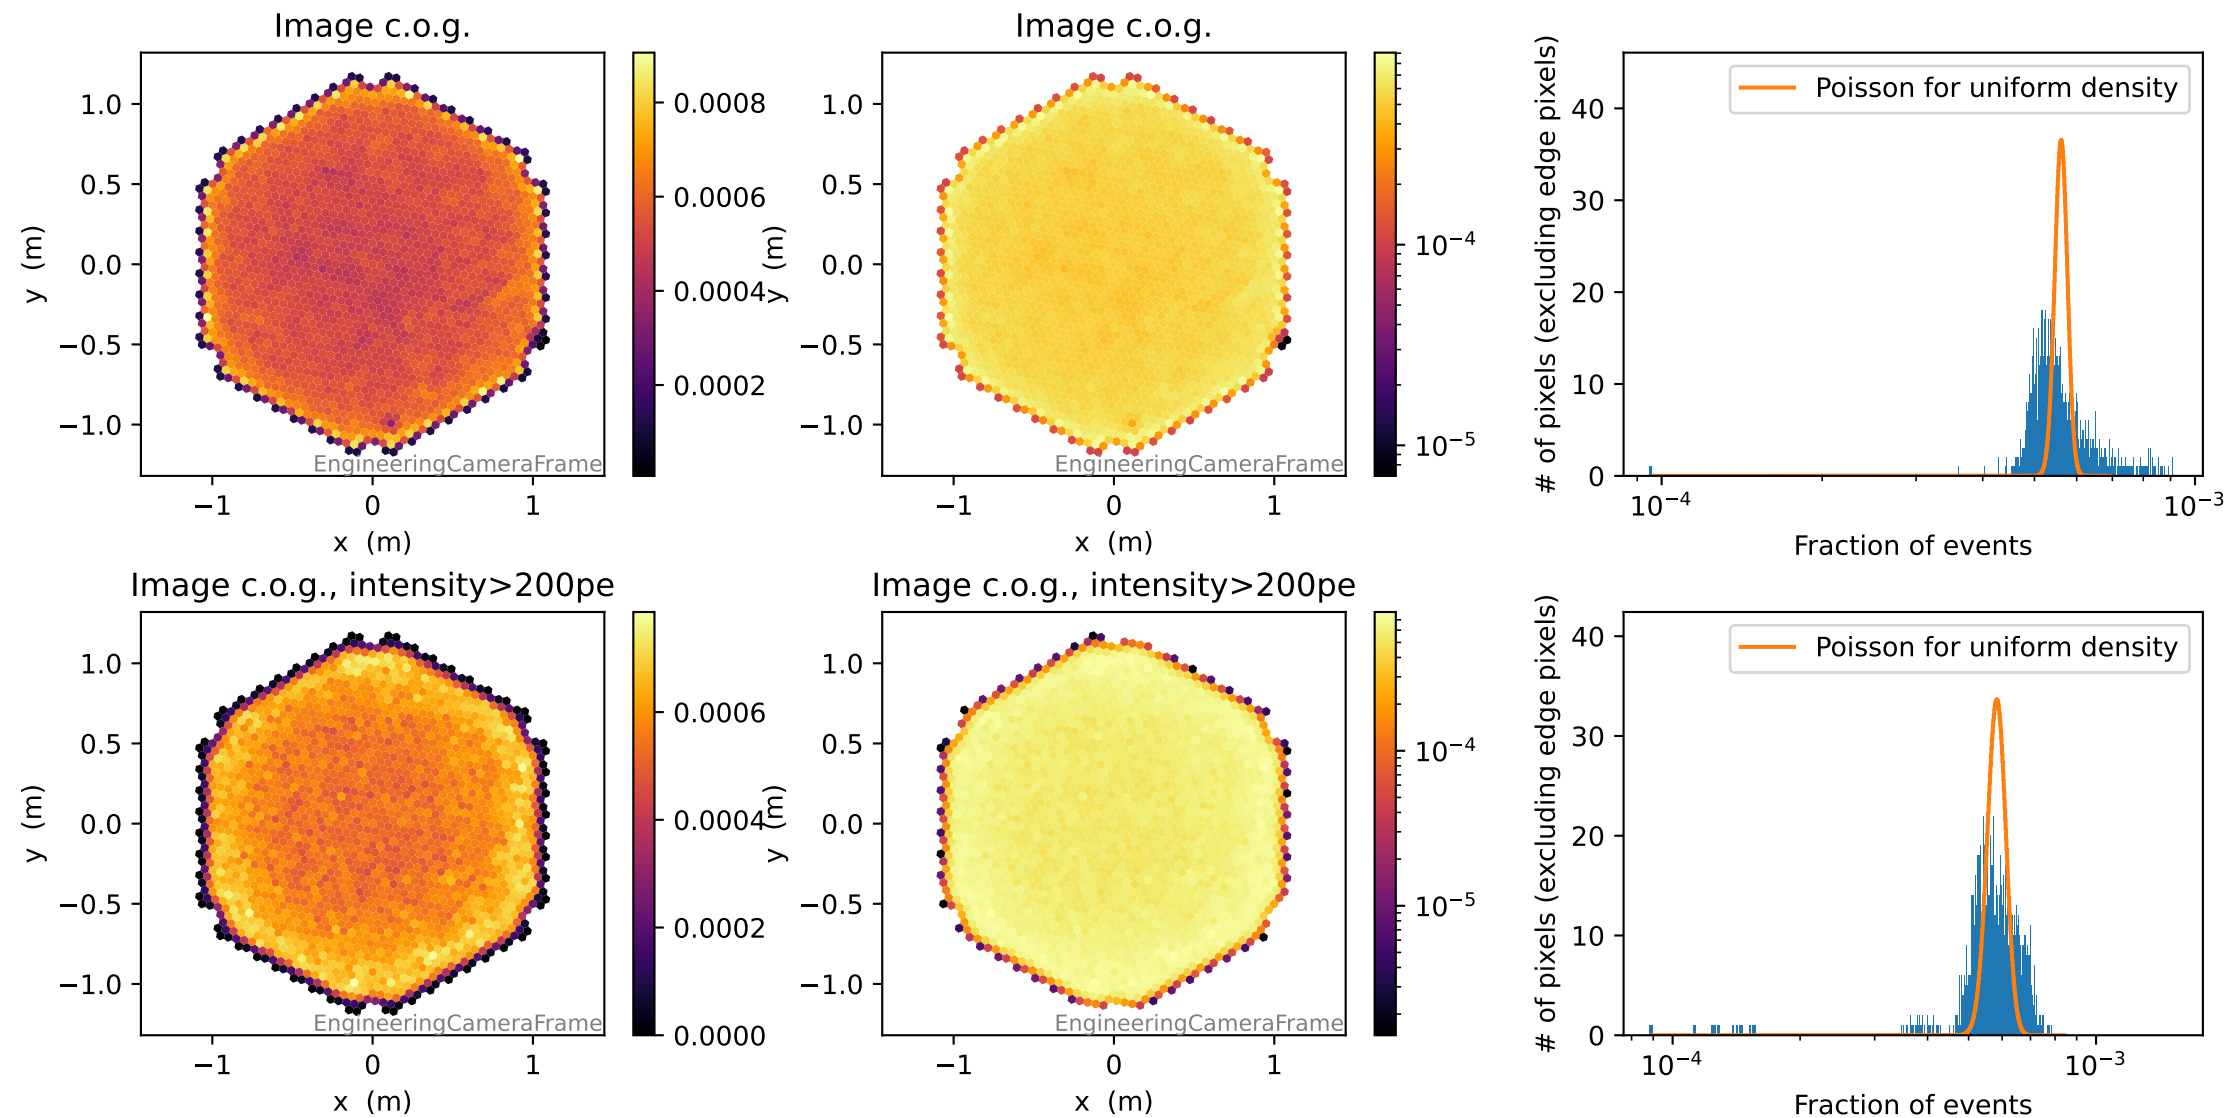 Image c.o.g.
y (m)
1.0
0.5
0.0
−0.5
−1.0
−1
0
1
x (m)
EngineeringCameraFrame
0.0008
0.0006
0.0004
0.0002
Image c.o.g.
y (m)
1.0
0.5
0.0
−0.5
−1.0
−1
0
1
x (m)
EngineeringCameraFrame
10⁻⁴
10⁻⁵
# of pixels (excluding edge pixels)
40
30
20
10
0
Poisson for uniform density
10⁻⁴
10⁻³
Fraction of events
Image c.o.g., intensity>200pe
y (m)
1.0
0.5
0.0
−0.5
−1.0
−1
0
1
x (m)
EngineeringCameraFrame
0.0006
0.0004
0.0002
0.0000
Image c.o.g., intensity>200pe
y (m)
1.0
0.5
0.0
−0.5
−1.0
−1
0
1
x (m)
EngineeringCameraFrame
10⁻⁴
10⁻⁵
# of pixels (excluding edge pixels)
40
30
20
10
0
Poisson for uniform density
10⁻⁴
10⁻³
Fraction of events